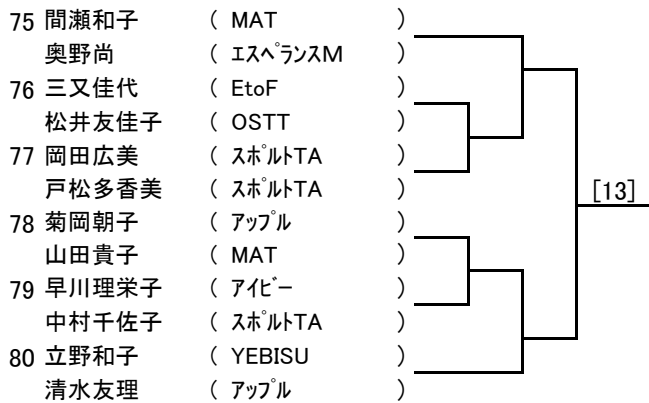 75 間瀬和子 ( MAT )
奥野尚 ( ｴｽﾍﾟﾗﾝｽM )
76 三又佳代 ( EtoF )
松井友佳子 ( OSTT )
77 岡田広美 ( ｽﾎﾟﾙﾄTA )
戸松多香美 ( ｽﾎﾟﾙﾄTA )
[13]
78 菊岡朝子 ( ｱｯﾌﾟﾙ )
山田貴子 ( MAT )
79 早川理栄子 ( ｱｲﾋﾞｰ )
中村千佐子 ( ｽﾎﾟﾙﾄTA )
80 立野和子 ( YEBISU )
清水友理 ( ｱｯﾌﾟﾙ )